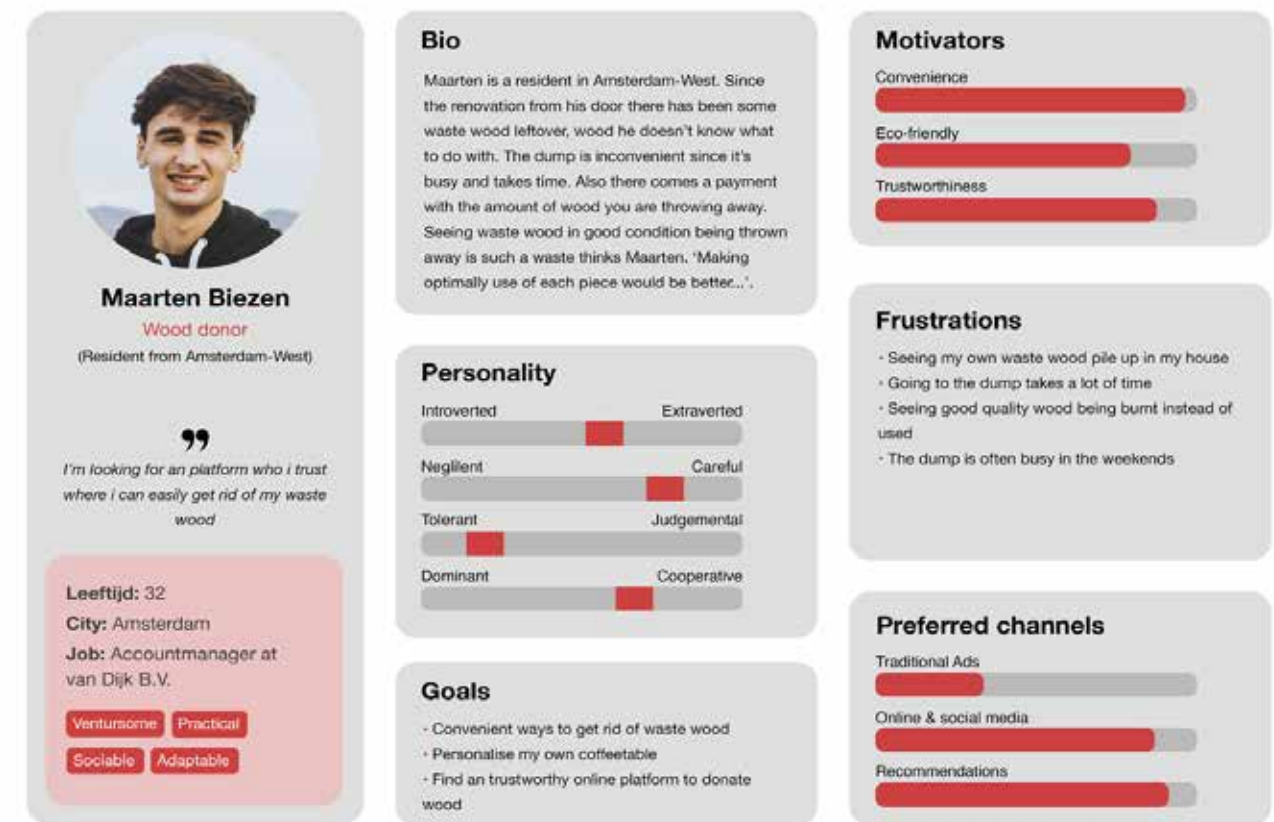 Maarten Biezen
Wood donor
(Resident from Amsterdam-West)
”
I'm looking for an platform who i trust
where i can easily get rid of my waste
wood
Leeftijd: 32
City: Amsterdam
Job: Accountmanager at
van Dijk B.V.
Ventursome Practical
Sociable Adaptable
Bio
Maarten is a resident in Amsterdam-West. Since
the renovation from his door there has been some
waste wood leftover, wood he doesn't know what
to do with. The dump is inconvenient since it's
busy and takes time. Also there comes a payment
with the amount of wood you are throwing away.
Seeing waste wood in good condition being thrown
away is such a waste thinks Maarten. ‘Making
optimally use of each piece would be better...’.
Personality
Introverted Extraverted
Neglilent Careful
Tolerant Judgemental
Dominant Cooperative
Goals
· Convenient ways to get rid of waste wood
· Personalise my own coffeetable
· Find an trustworthy online platform to donate
wood
Motivators
Convenience
Eco-friendly
Trustworthiness
Frustrations
· Seeing my own waste wood pile up in my house
· Going to the dump takes a lot of time
· Seeing good quality wood being burnt instead of
used
· The dump is often busy in the weekends
Preferred channels
Traditional Ads
Online & social media
Recommendations